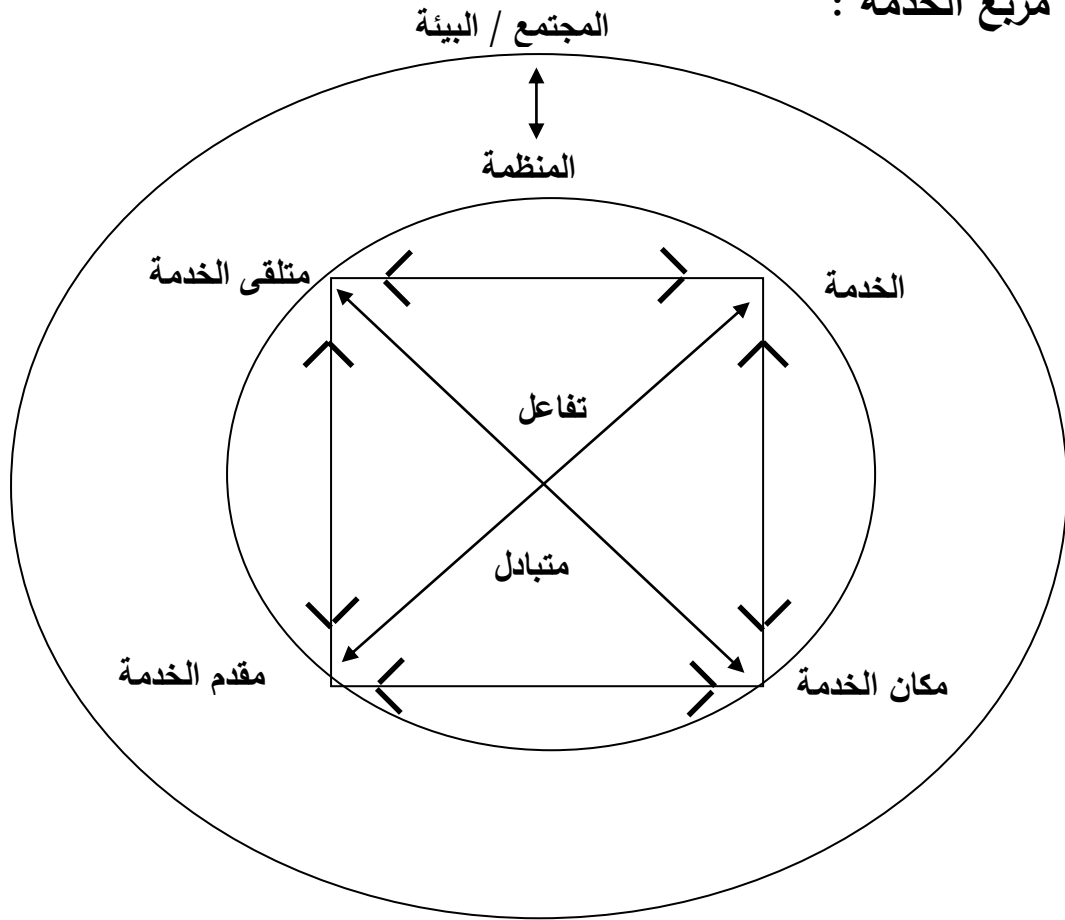 مربع الخدمة :
المجتمع / البيئة
المنظمة
الخدمة
متلقى الخدمة
تفاعل
متبادل
مكان الخدمة
مقدم الخدمة